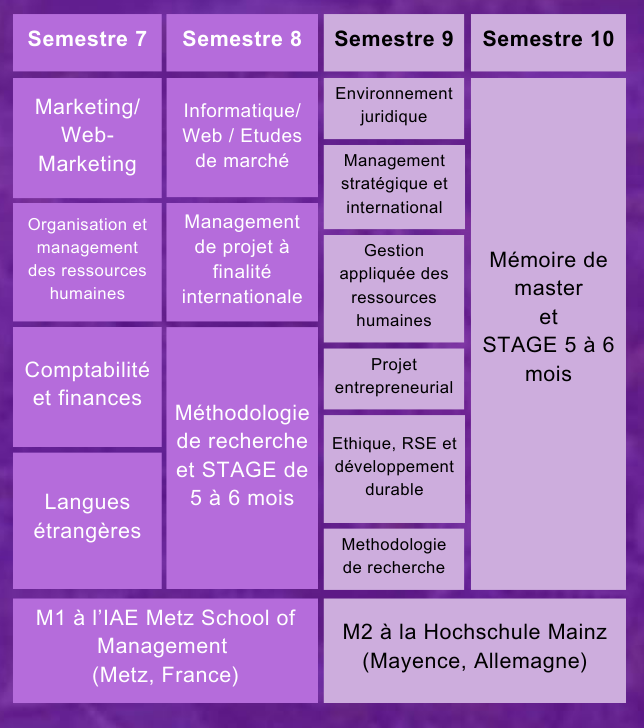 Semestre 7
Semestre 8
Semestre 9
Semestre 10
Marketing/
Web-
Marketing
Organisation et
management
des ressources
humaines
Comptabilité
et finances
Langues
étrangères
Informatique/
Web / Etudes
de marché
Management
de projet à
finalité
internationale
Méthodologie
de recherche
et STAGE de
5 à 6 mois
Environnement
juridique
Management
stratégique et
international
Gestion
appliquée des
ressources
humaines
Projet
entrepreneurial
Ethique, RSE et
développement
durable
Methodologie
de recherche
Mémoire de
master
et
STAGE 5 à 6
mois
M1 à l’IAE Metz School of
Management
(Metz, France)
M2 à la Hochschule Mainz
(Mayence, Allemagne)